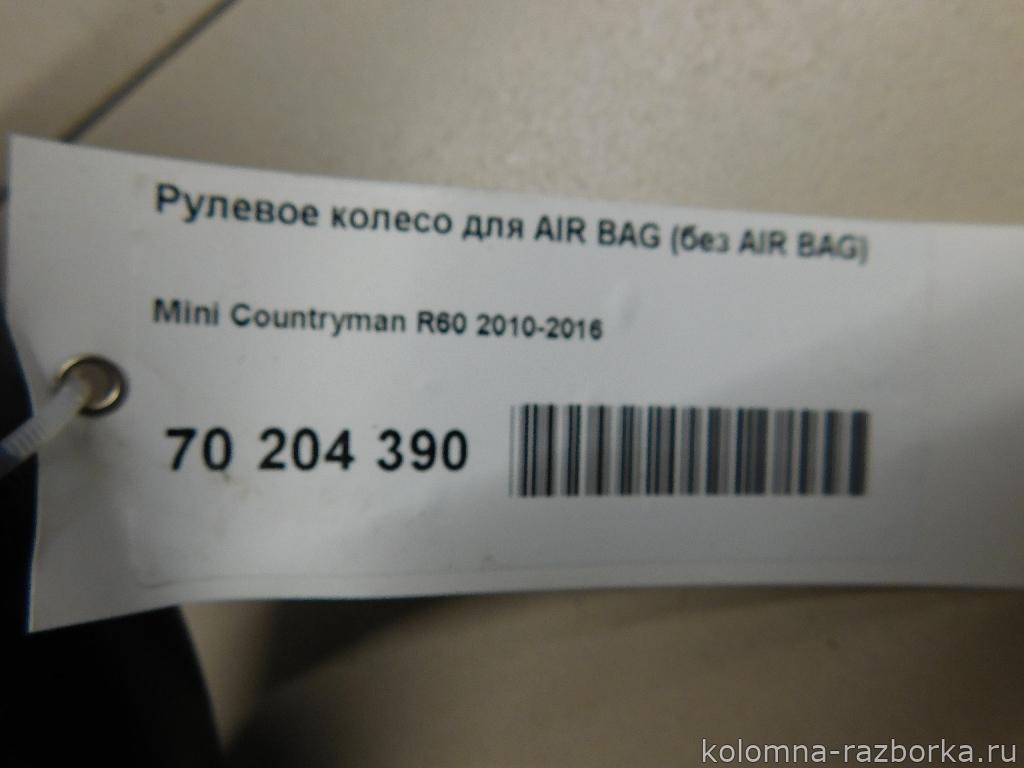 Рулевое колесо для AIR BAG (без AIR BAG)
Mini Countryman R60 2010-2016
70 204 390
kolomna-razborka.ru